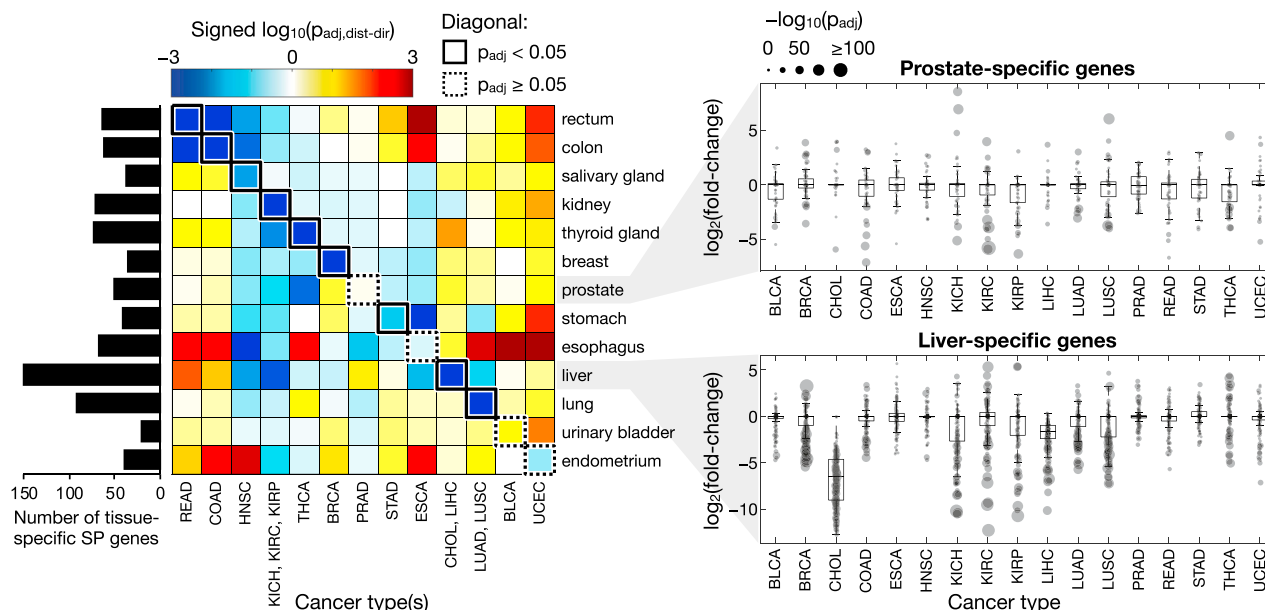 Signed log10(padj,dist-dir)
−3 0 3
Diagonal:
padj < 0.05
padj ≥ 0.05
rectum
colon
salivary gland
kidney
thyroid gland
breast
prostate
stomach
esophagus
liver
lung
urinary bladder
endometrium
150 100 50 0
Number of tissue-
specific SP genes
READ
COAD
HNSC
KICH, KIRC, KIRP
THCA
BRCA
PRAD
STAD
ESCA
CHOL, LIHC
LUAD, LUSC
BLCA
UCEC
Cancer type(s)
−log10(padj)
0 50 ≥100
Prostate-specific genes
log2(fold-change)
5
0
−5
BLCA
BRCA
CHOL
COAD
ESCA
HNSC
KICH
KIRC
KIRP
LIHC
LUAD
LUSC
PRAD
READ
STAD
THCA
UCEC
Liver-specific genes
log2(fold-change)
5
0
−5
−10
BLCA
BRCA
CHOL
COAD
ESCA
HNSC
KICH
KIRC
KIRP
LIHC
LUAD
LUSC
PRAD
READ
STAD
THCA
UCEC
Cancer type